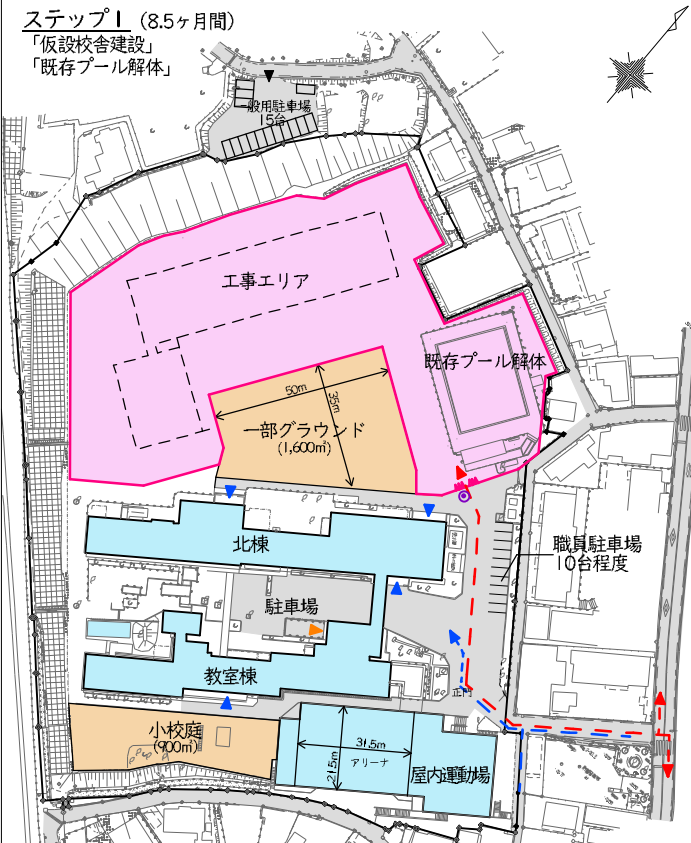 ステップ1 (8.5ヶ月間)
「仮設校舎建設」
「既存プール解体」
一般用駐車場
15台
工事エリア
既存プール解体
50m
35m
一部グラウンド
(1,600㎡)
北棟
職員駐車場
10台程度
駐車場
教室棟
正門
小校庭
(900㎡)
31.5m
21.5m
アリーナ
屋内運動場